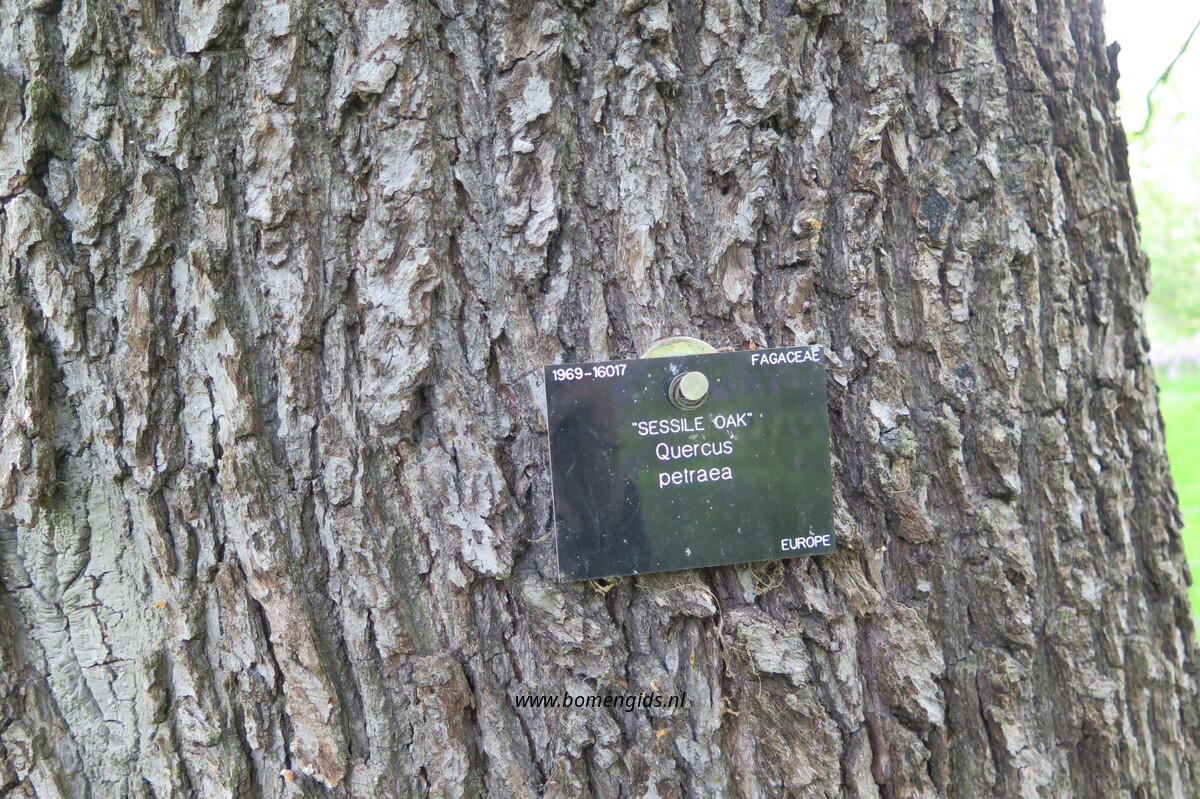 1969-16017
FAGACEAE
"SESSILE OAK"
Quercus
petraea
EUROPE
www.bomengids.nl